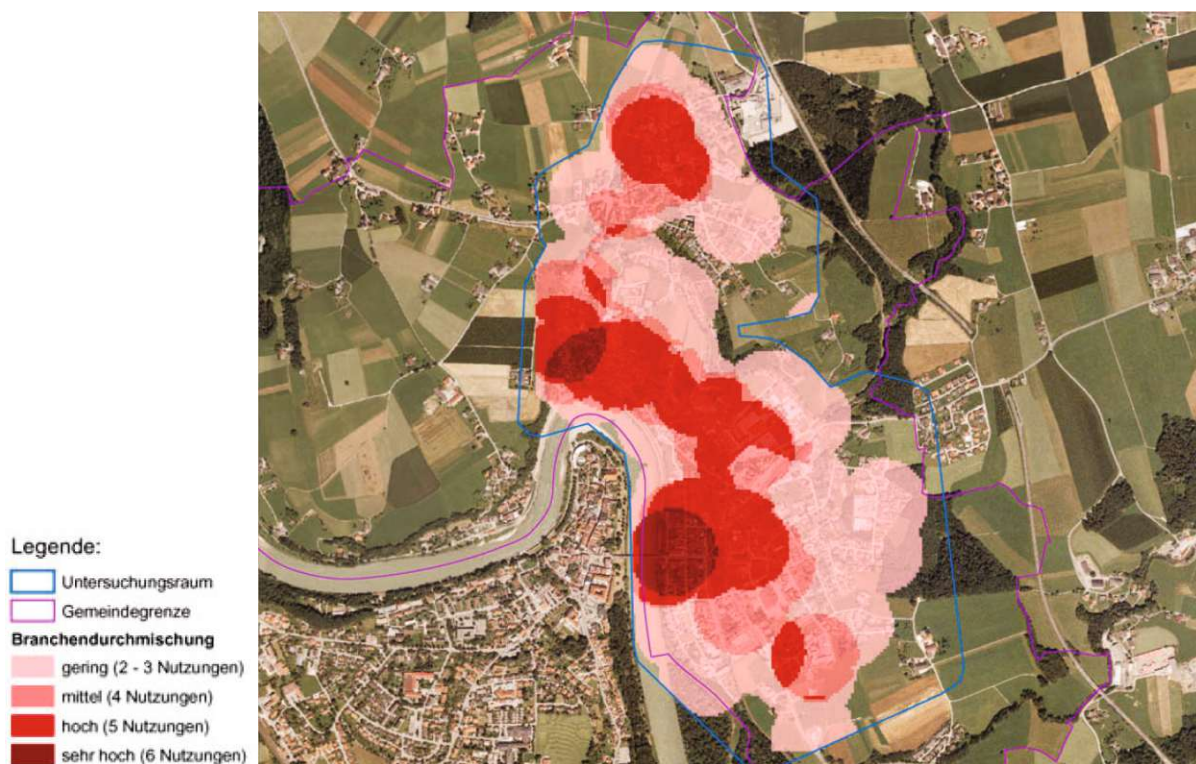 Legende:
Untersuchungsraum
Gemeindegrenze
Branchendurchmischung
gering (2 - 3 Nutzungen)
mittel (4 Nutzungen)
hoch (5 Nutzungen)
sehr hoch (6 Nutzungen)